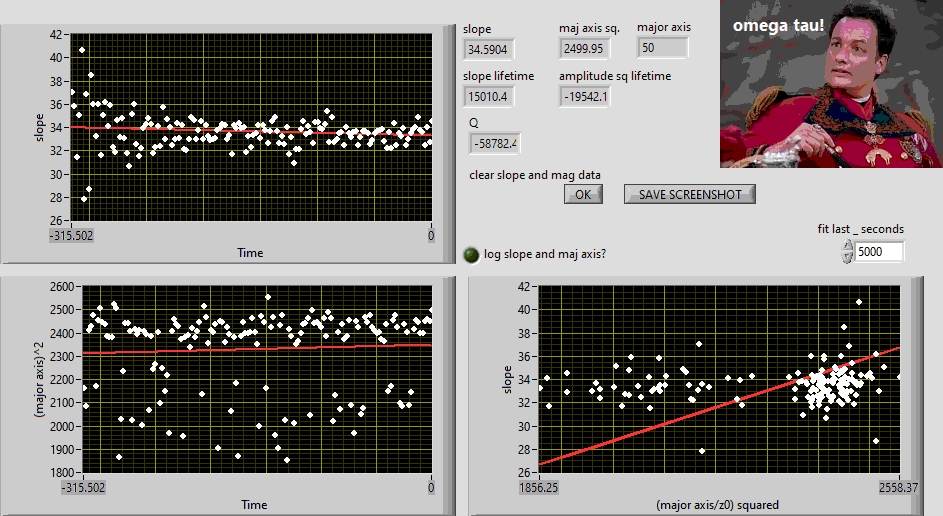 omega tau!
slope
maj axis sq.
major axis
34.5904
2499.95
50
slope lifetime
amplitude sq lifetime
15010.4
-19542.1
Q
-58782.4
clear slope and mag data
OK
SAVE SCREENSHOT
fit last _ seconds
5000
log slope and maj axis?
42
40
38
36
34
32
30
28
26
slope
-315.502
0
Time
2600
2500
2400
2300
2200
2100
2000
1900
1800
(major axis)^2
-315.502
0
Time
42
40
38
36
34
32
30
28
26
slope
1856.25
2558.37
(major axis/z0) squared